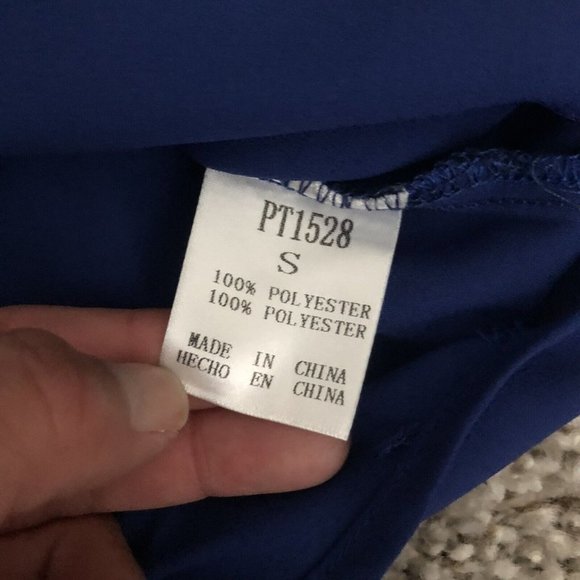 PT1528
S
100% POLYESTER
100% POLYESTER
MADE IN CHINA
HECHO EN CHINA